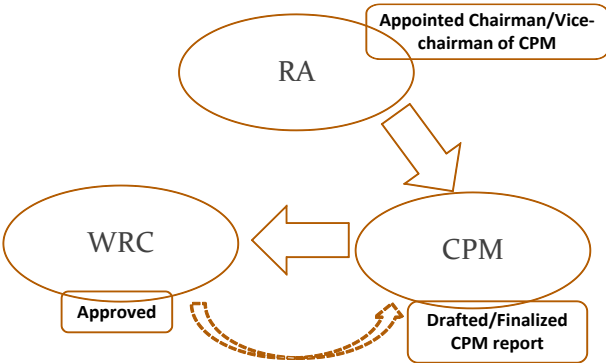 Appointed Chairman/Vice-
chairman of CPM
RA
WRC
CPM
Approved
Drafted/Finalized
CPM report